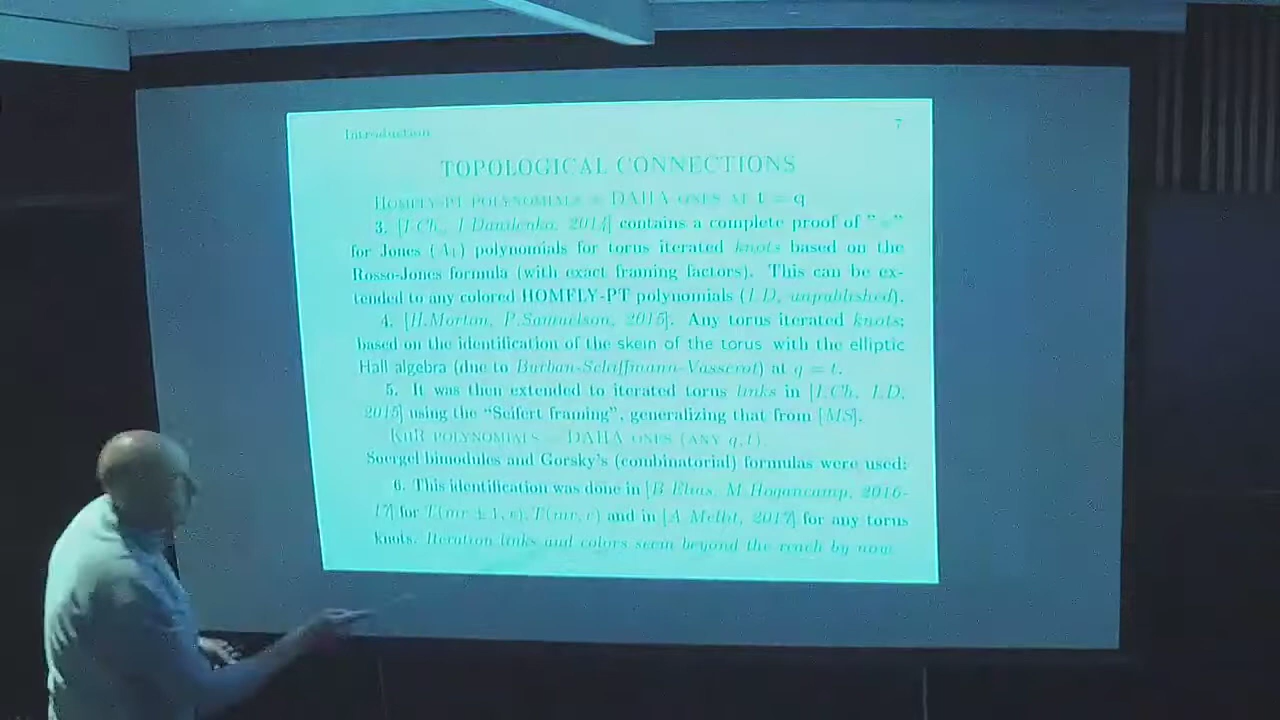 Introduction 7
TOPOLOGICAL CONNECTIONS
HOMFLY-PT POLYNOMIALS = DAHA ONES AT t = q
3. [I.Ch., I.Danilenko, 2014] contains a complete proof of "="
for Jones (A₁) polynomials for torus iterated knots based on the
Rosso-Jones formula (with exact framing factors). This can be ex-
tended to any colored HOMFLY-PT polynomials (I.D, unpublished).
4. [H.Morton, P.Samuelson, 2015]. Any torus iterated knots;
based on the identification of the skein of the torus with the elliptic
Hall algebra (due to Burban-Schiffmann-Vasserot) at q = t.
5. It was then extended to iterated torus links in [I.Ch, I.D,
2015] using the “Seifert framing”, generalizing that from [MS].
KhR POLYNOMIALS = DAHA ONES (ANY q,t).
Soergel bimodules and Gorsky's (combinatorial) formulas were used:
6. This identification was done in [B.Elias, M.Hogancamp, 2016-
17] for T(mr ± 1, r), T(mr, r) and in [A.Mellit, 2017] for any torus
knots. Iteration links and colors seem beyond the reach by now.